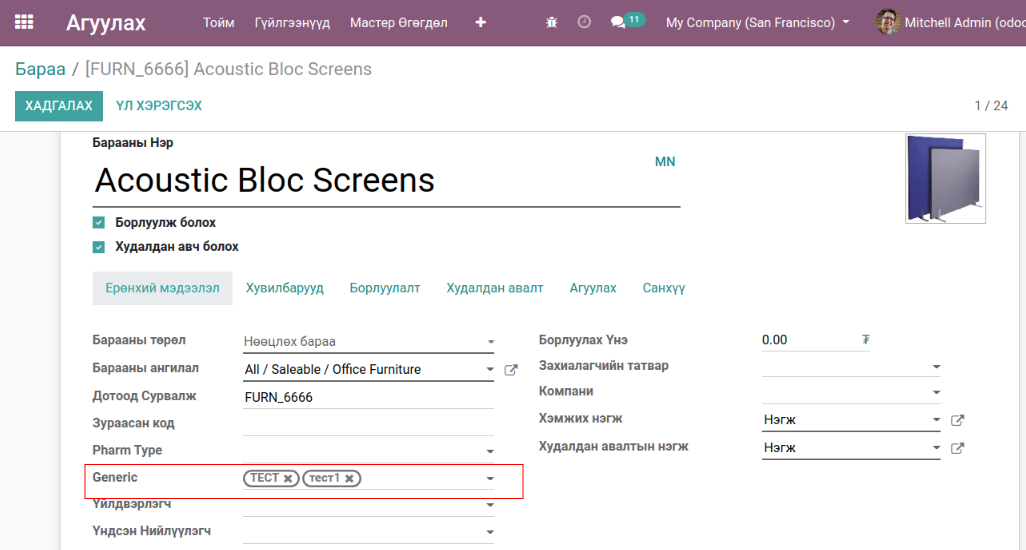 Агуулах Тойм Гүйлгээнүүд Мастер Өгөгдөл + 11 My Company (San Francisco) Mitchell Admin (odoo
Бараа / [FURN_6666] Acoustic Bloc Screens
ХАДГАЛАХ ҮЛ ХЭРЭГСЭХ 1 / 24
Барааны Нэр
MN
Acoustic Bloc Screens
Борлуулж болох
Худалдан авч болох
Ерөнхий мэдээлэл Хувилбарууд Борлуулалт Худалдан авалт Агуулах Санхүү
Барааны төрөл Нөөцлөх бараа Борлуулах Үнэ 0.00 ₮
Барааны ангилал All / Saleable / Office Furniture Захиалагчийн татвар
Дотоод Сурвалж FURN_6666 Компани
Зураасан код Хэмжих нэгж Нэгж
Pharm Type Худалдан авалтын нэгж Нэгж
Generic ТЕСТ ✖ тест1 ✖
Үйлдвэрлэгч
Үндсэн Нийлүүлэгч